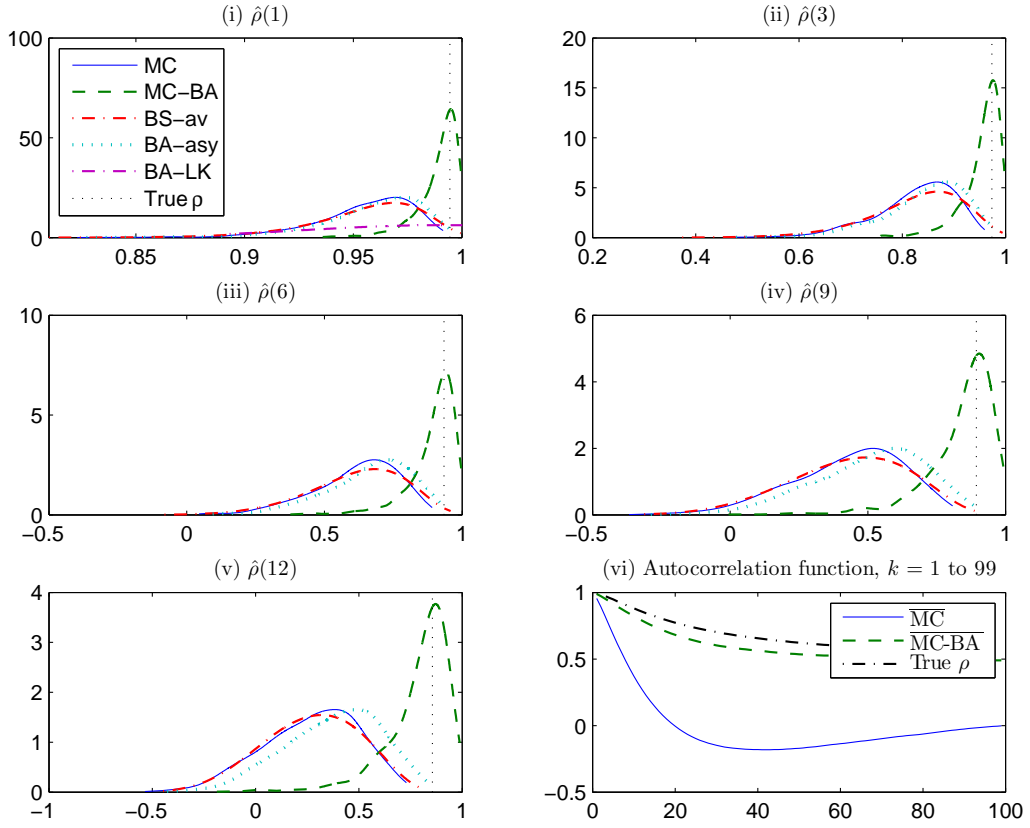 (i) ρ̂(1)
100
50
0
0.85 0.9 0.95 1
MC
MC−BA
BS−av
BA−asy
BA−LK
True ρ
(ii) ρ̂(3)
20
15
10
5
0
0.2 0.4 0.6 0.8 1
(iii) ρ̂(6)
10
5
0
−0.5 0 0.5 1
(iv) ρ̂(9)
6
4
2
0
−0.5 0 0.5 1
(v) ρ̂(12)
4
3
2
1
0
−1 −0.5 0 0.5 1
(vi) Autocorrelation function, k = 1 to 99
1
0.5
0
−0.5
0 20 40 60 80 100
M̅C̅
M̅C̅-̅B̅A̅
True ρ